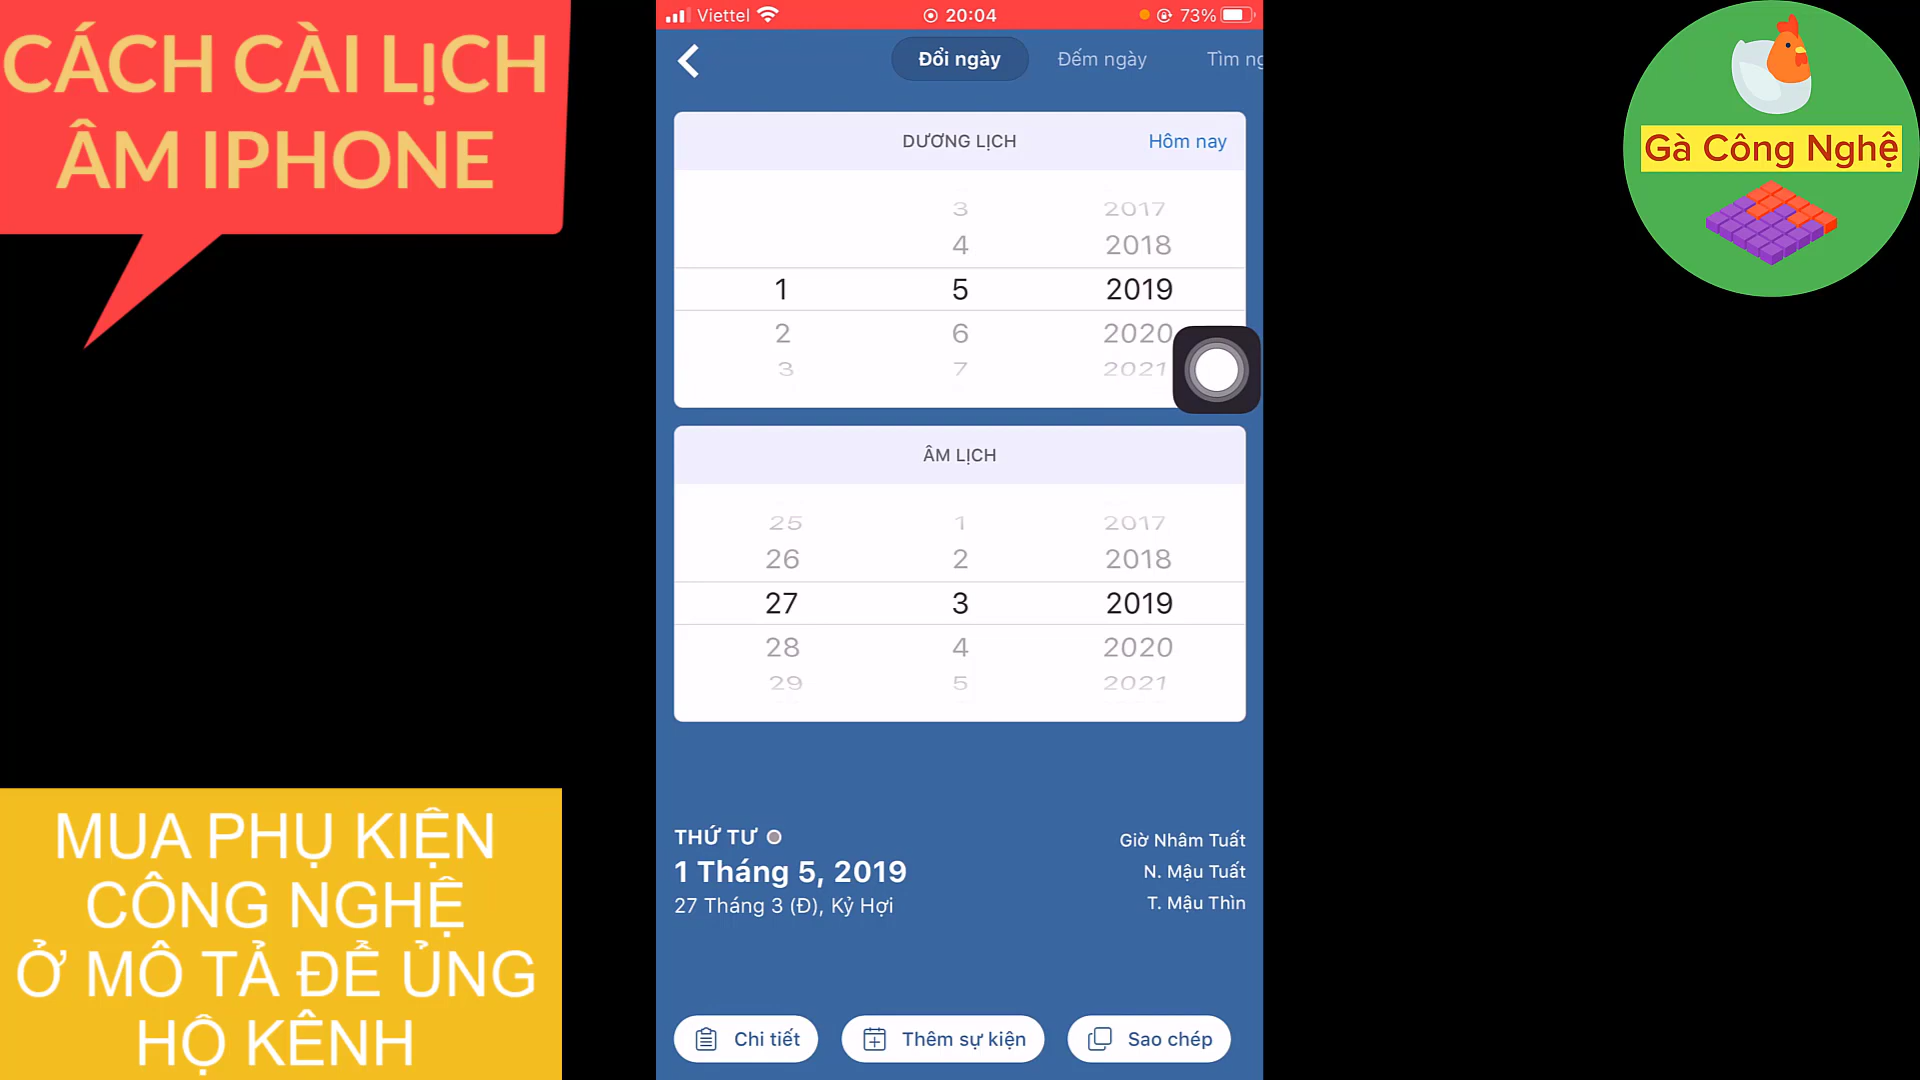 CÁCH CÀI LỊCH
ÂM IPHONE
Viettel
20:04
73%
Đổi ngày
Đếm ngày
Tìm ng
DƯƠNG LỊCH
Hôm nay
3 2017
4 2018
1 5 2019
2 6 2020
3 7 2021
ÂM LỊCH
25 1 2017
26 2 2018
27 3 2019
28 4 2020
29 5 2021
THỨ TƯ
1 Tháng 5, 2019
27 Tháng 3 (Đ), Kỷ Hợi
Giờ Nhâm Tuất
N. Mậu Tuất
T. Mậu Thìn
Chi tiết
Thêm sự kiện
Sao chép
Gà Công Nghệ
MUA PHỤ KIỆN
CÔNG NGHỆ
Ở MÔ TẢ ĐỂ ỦNG
HỘ KÊNH